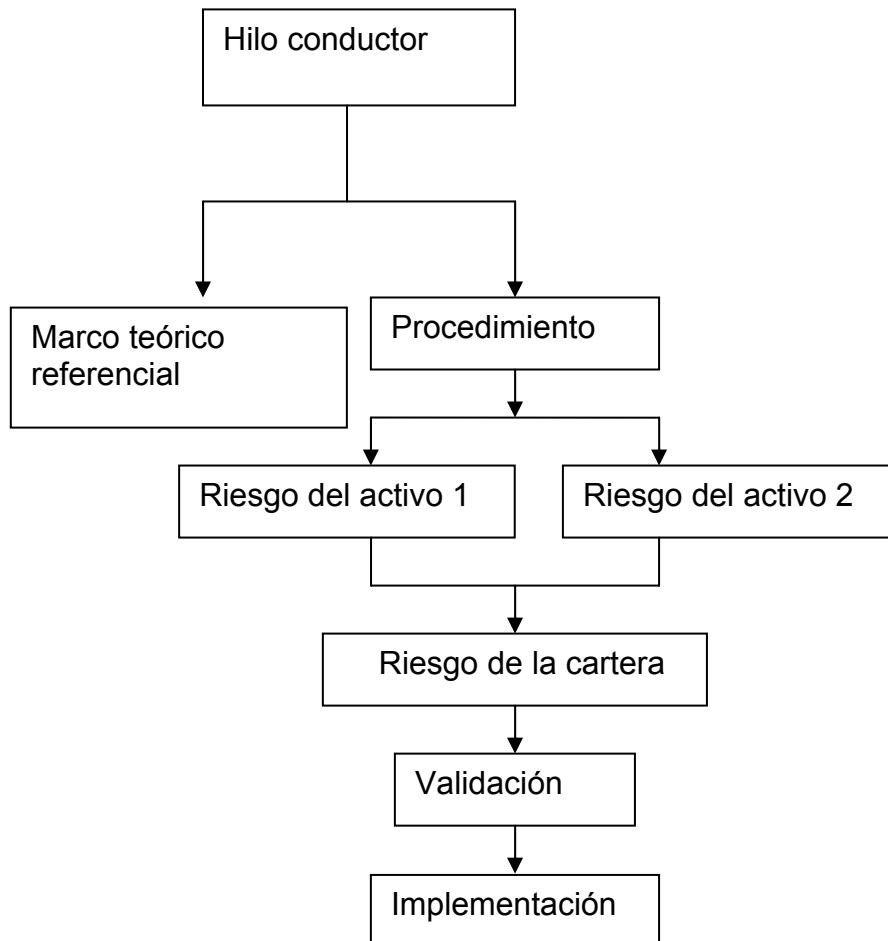 Hilo conductor
Marco teórico
referencial
Procedimiento
Riesgo del activo 1
Riesgo del activo 2
Riesgo de la cartera
Validación
Implementación